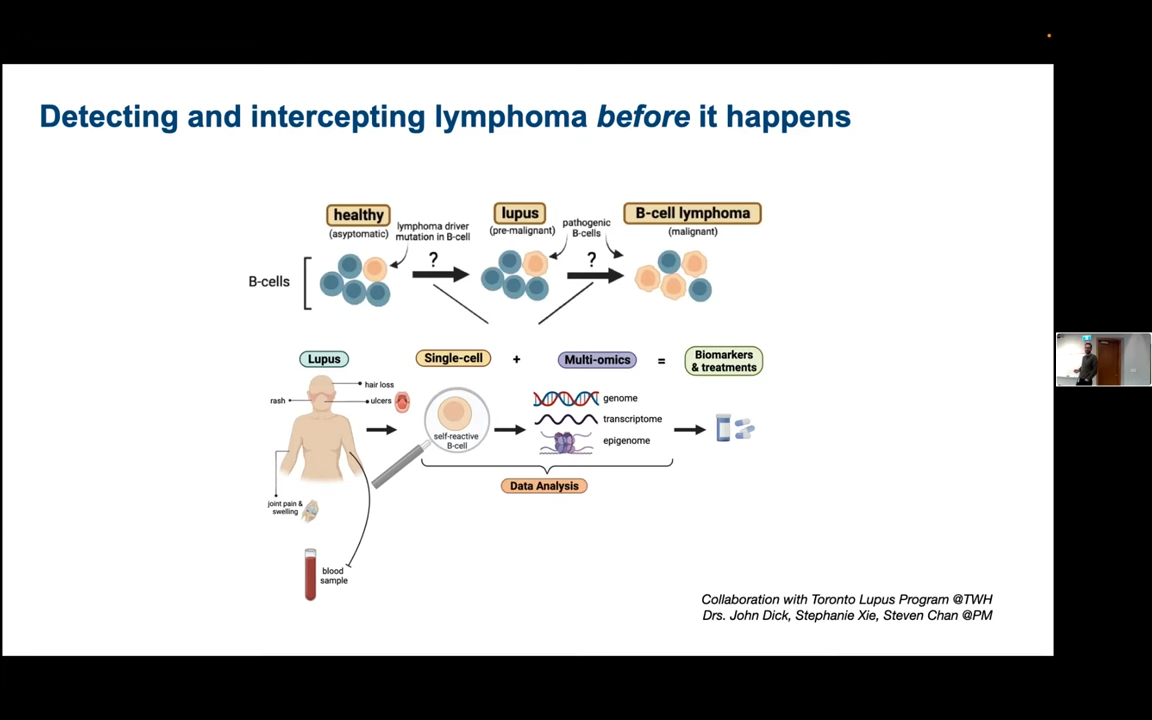 Detecting and intercepting lymphoma before it happens
healthy
(asyptomatic)
lymphoma driver
mutation in B-cell
lupus
(pre-malignant)
pathogenic
B-cells
B-cell lymphoma
(malignant)
B-cells
?
?
Lupus
Single-cell
+
Multi-omics
=
Biomarkers
& treatments
hair loss
rash
ulcers
self-reactive
B-cell
genome
transcriptome
epigenome
Data Analysis
joint pain &
swelling
blood
sample
Collaboration with Toronto Lupus Program @TWH
Drs. John Dick, Stephanie Xie, Steven Chan @PM